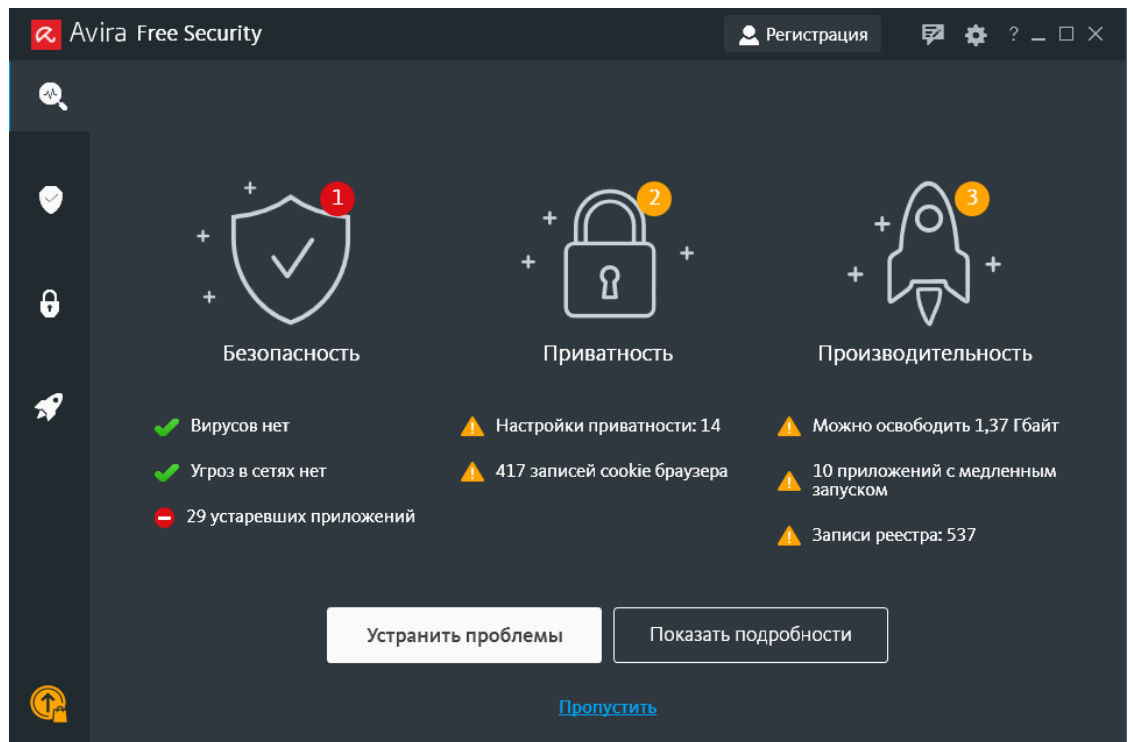 Avira Free Security
Регистрация
?
1
2
3
Безопасность
Приватность
Производительность
Вирусов нет
Угроз в сетях нет
29 устаревших приложений
Настройки приватности: 14
417 записей cookie браузера
Можно освободить 1,37 Гбайт
10 приложений с медленным
запуском
Записи реестра: 537
Устранить проблемы
Показать подробности
Пропустить